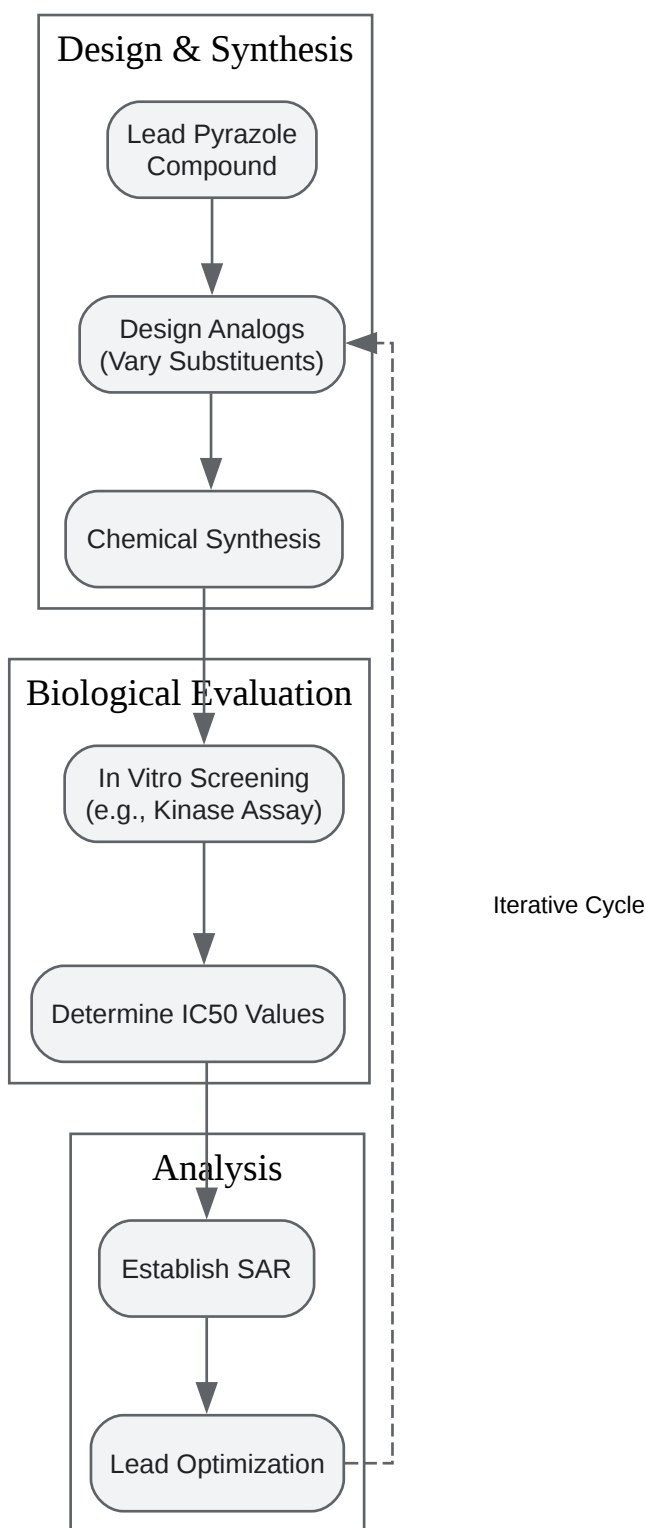 Design & Synthesis
Lead Pyrazole
Compound
Design Analogs
(Vary Substituents)
Chemical Synthesis
Biological Evaluation
In Vitro Screening
(e.g., Kinase Assay)
Iterative Cycle
Determine IC50 Values
Analysis
Establish SAR
Lead Optimization